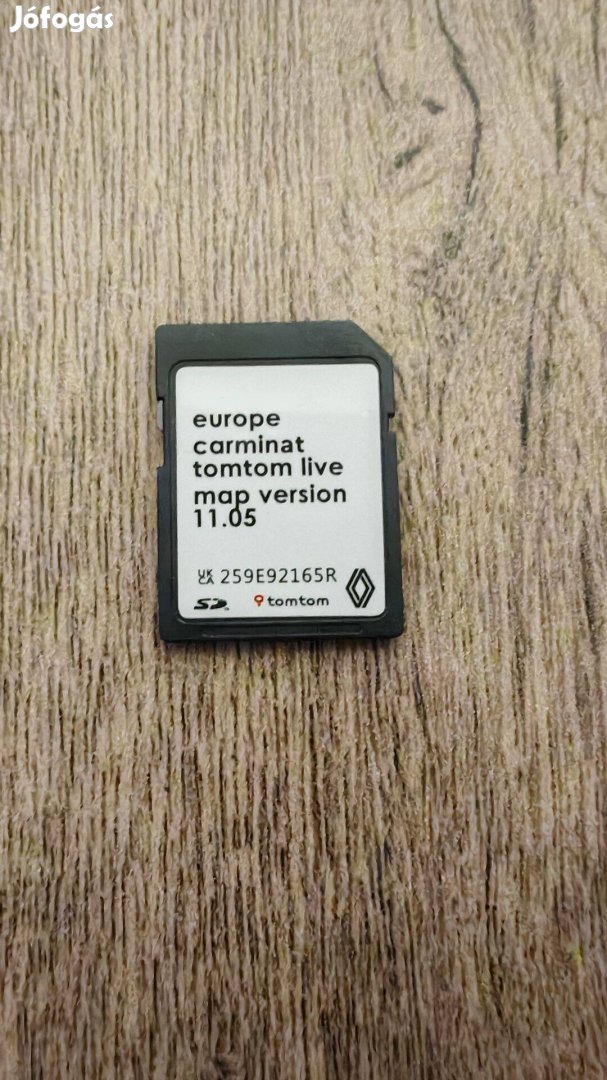 Jófogás
europe
carminat
tomtom live
map version
11.05
UK CA 259E92165R
SD tomtom